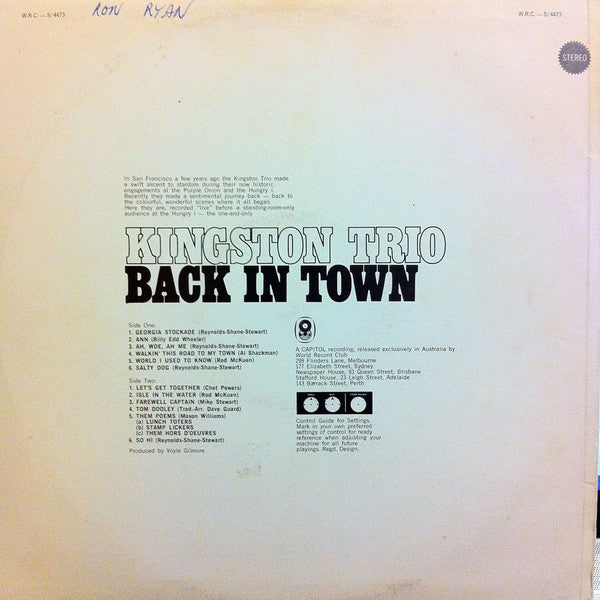 W.R.C. — S/4473
RON RYAN
W.R.C. — S/4473
STEREO
In San Francisco a few years ago the Kingston Trio made
a swift ascent to stardom during their now historic
engagements at the Purple Onion and the Hungry i.
Recently they made a sentimental journey back — back to
the colourful, wonderful scenes where it all began.
Here they are, recorded "live" before a standing-room-only
audience at the Hungry i — the one-and-only
KINGSTON TRIO
BACK IN TOWN
Side One:
1. GEORGIA STOCKADE (Reynolds-Shane-Stewart)
2. ANN (Billy Edd Wheeler)
3. AH, WOE, AH ME (Reynolds-Shane-Stewart)
4. WALKIN' THIS ROAD TO MY TOWN (Al Shackman)
5. WORLD I USED TO KNOW (Rod McKuen)
6. SALTY DOG (Reynolds-Shane-Stewart)
Side Two:
1. LET'S GET TOGETHER (Chet Powers)
2. ISLE IN THE WATER (Rod McKuen)
3. FAREWELL CAPTAIN (Mike Stewart)
4. TOM DOOLEY (Trad.-Arr. Dave Guard)
5. THEM POEMS (Mason Williams)
(a) LUNCH TOTERS
(b) STAMP LICKERS
(c) THEM HORS D'OEUVRES
6. SO HI (Reynolds-Shane-Stewart)
Produced by Voyle Gilmore
A CAPITOL recording, released exclusively in Australia by
World Record Club
299 Flinders Lane, Melbourne
177 Elizabeth Street, Sydney
Newspaper House, 93 Queen Street, Brisbane
Stafford House, 23 Leigh Street, Adelaide
143 Barrack Street, Perth.
Control Guide for Settings.
Mark in your own preferred
settings of control for ready
reference when adjusting your
machine for all future
playings. Regd. Design.